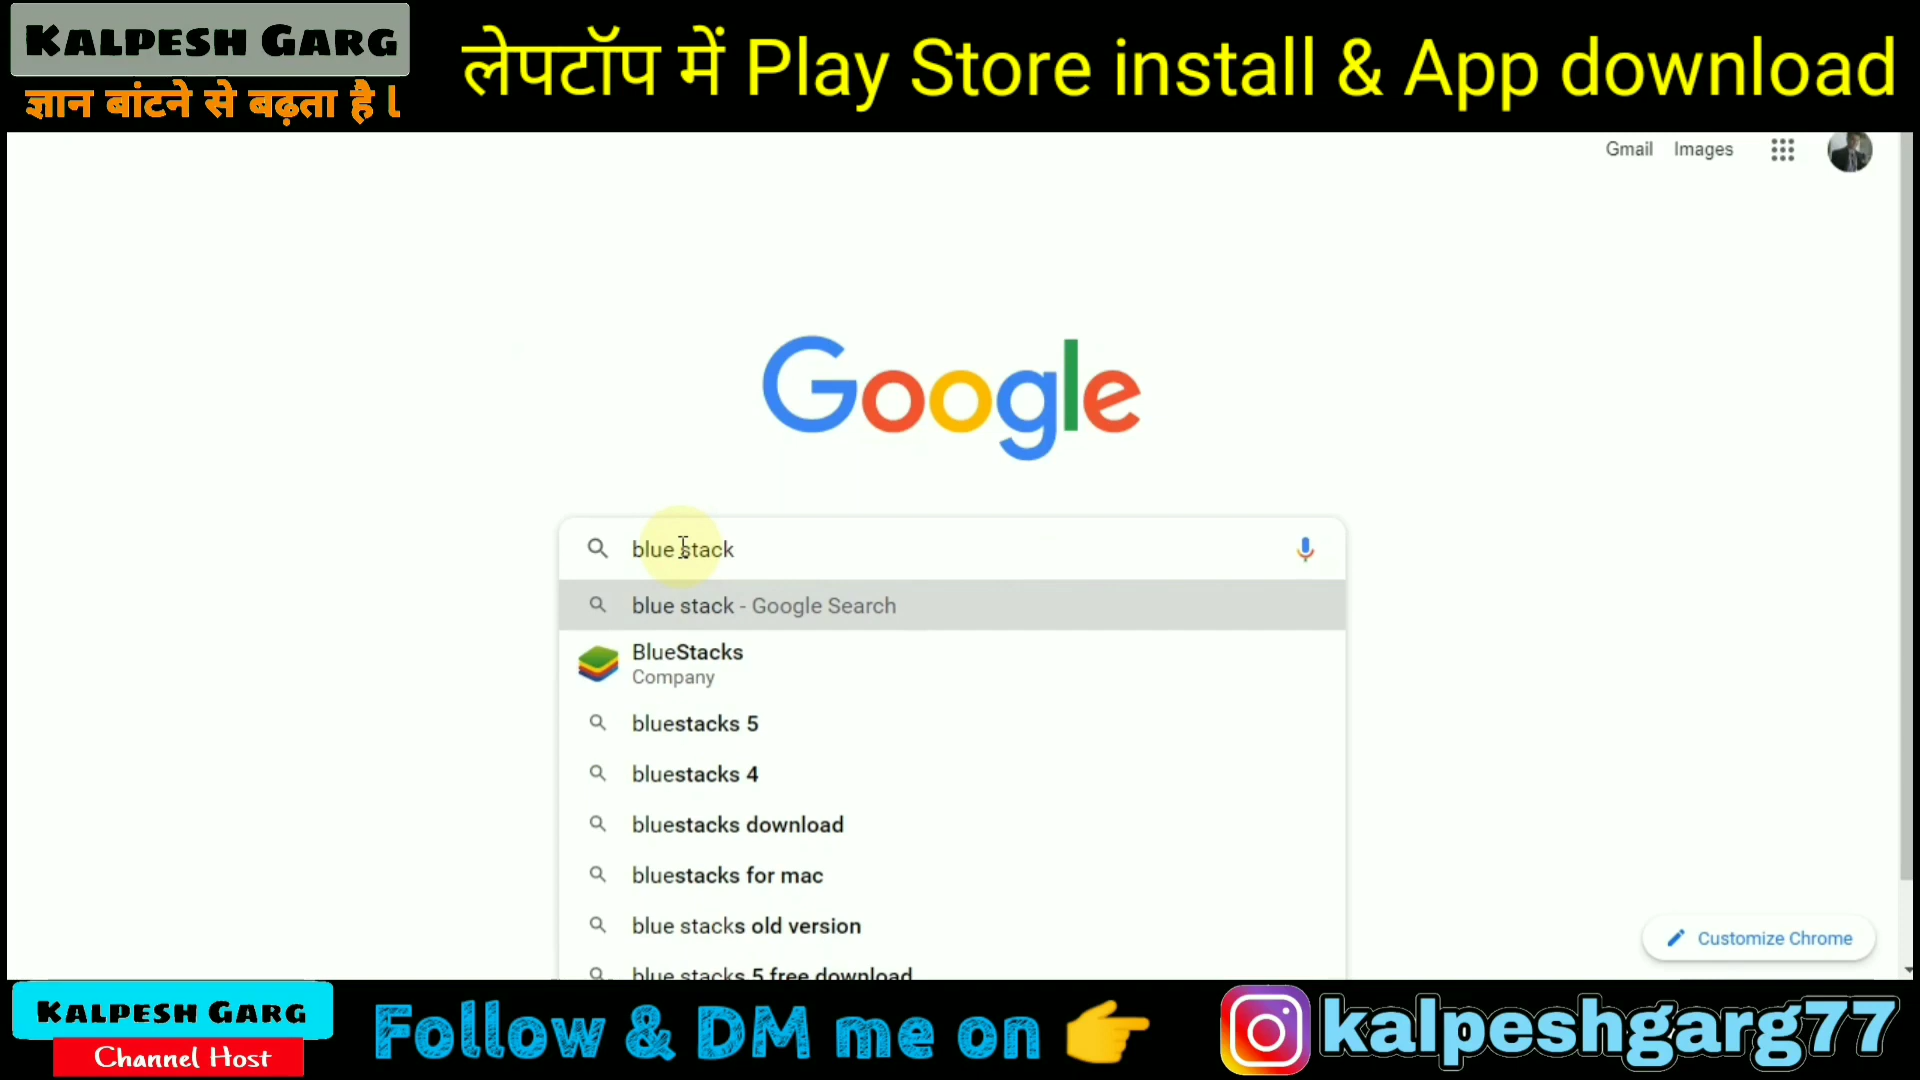 KALPESH GARG
ज्ञान बांटने से बढ़ता है l
लेपटॉप में Play Store install & App download
Gmail Images
Google
blue stack
blue stack - Google Search
BlueStacks
Company
bluestacks 5
bluestacks 4
bluestacks download
bluestacks for mac
blue stacks old version
blue stacks 5 free download
Customize Chrome
KALPESH GARG
Channel Host
Follow & DM me on
kalpeshgarg77